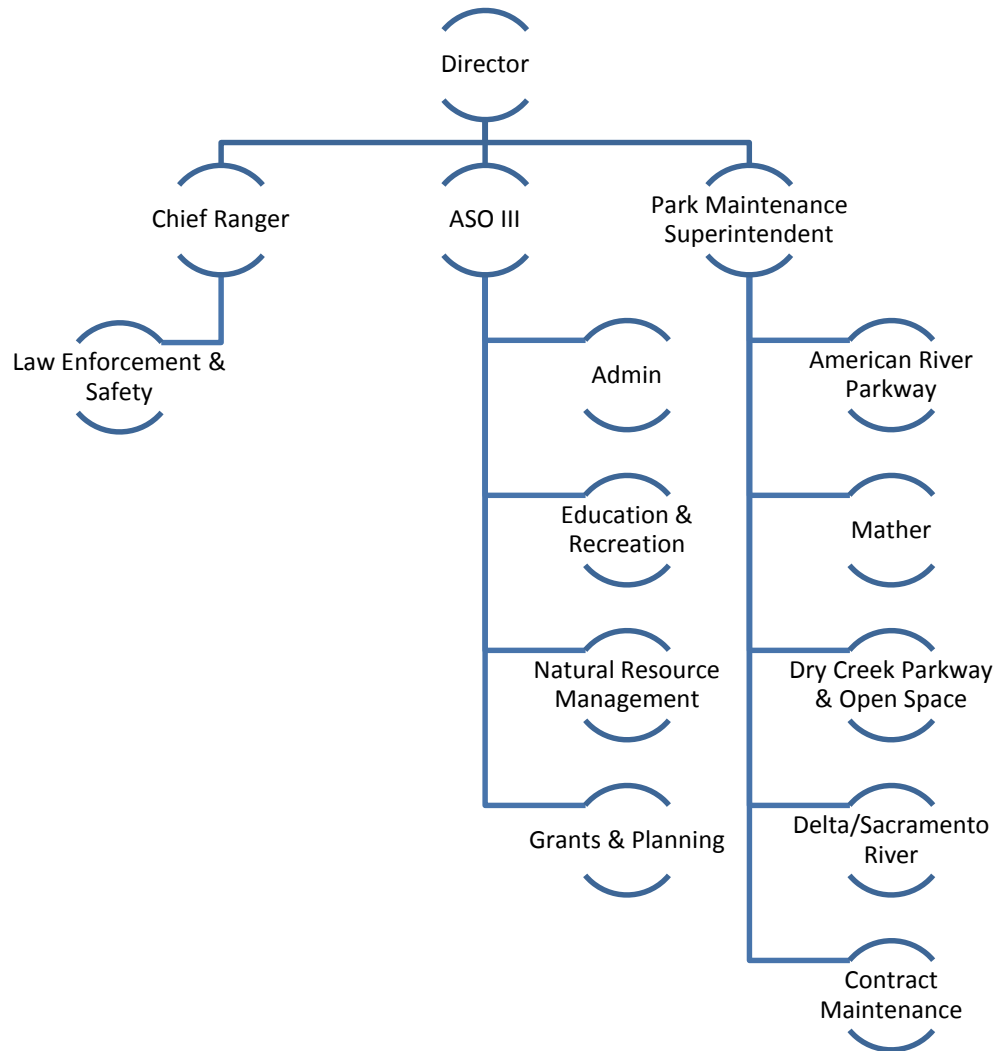 Director
Chief Ranger
ASO III
Park Maintenance
Superintendent
Law Enforcement &
Safety
Admin
American River
Parkway
Education &
Recreation
Mather
Natural Resource
Management
Dry Creek Parkway
& Open Space
Grants & Planning
Delta/Sacramento
River
Contract
Maintenance